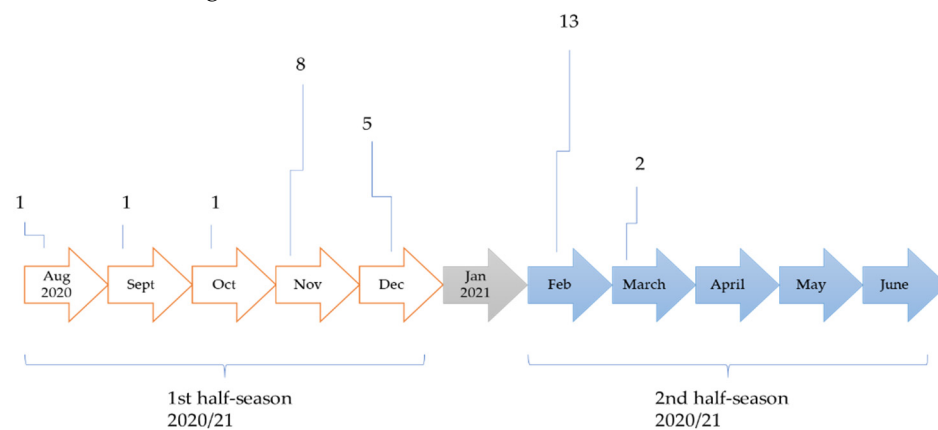 13
8
5
2
1
1
1
Aug
2020
Sept
Oct
Nov
Dec
Jan
2021
Feb
March
April
May
June
1st half-season
2020/21
2nd half-season
2020/21